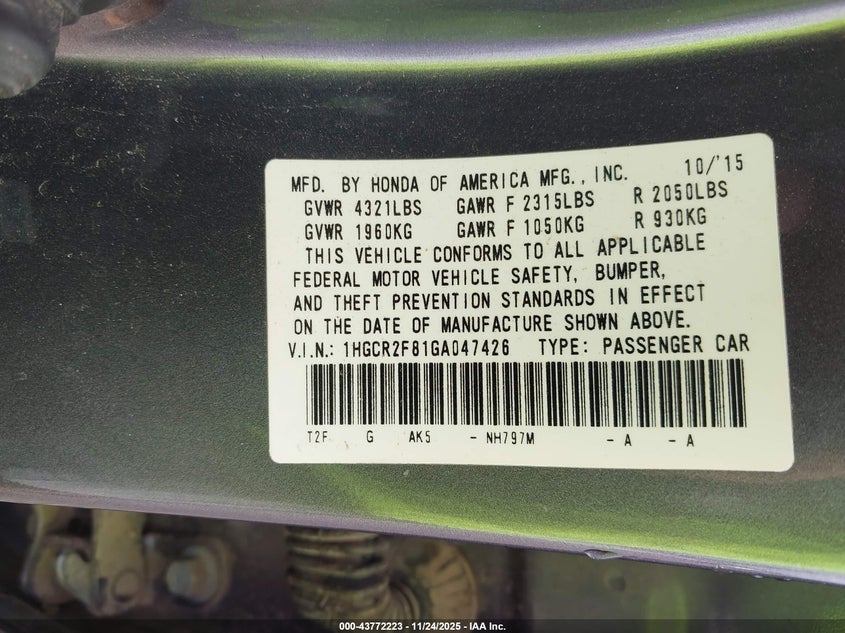 MFD. BY HONDA OF AMERICA MFG., INC. 10/'15
GVWR 4321LBS GAWR F 2315LBS R 2050LBS
GVWR 1960KG GAWR F 1050KG R 930KG
THIS VEHICLE CONFORMS TO ALL APPLICABLE
FEDERAL MOTOR VEHICLE SAFETY, BUMPER,
AND THEFT PREVENTION STANDARDS IN EFFECT
ON THE DATE OF MANUFACTURE SHOWN ABOVE.
V.I.N.: 1HGCR2F81GA047426 TYPE: PASSENGER CAR
T2F G AK5 - NH797M - A - A
000-43772223 - 11/24/2025 - IAA Inc.